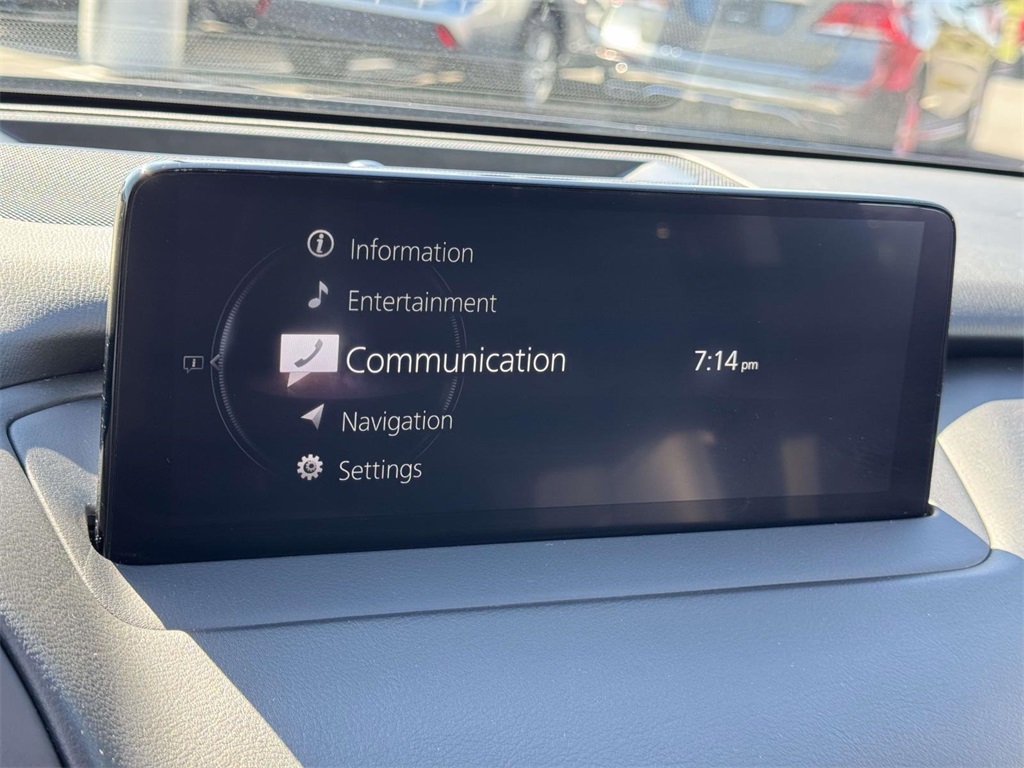 Information
Entertainment
Communication
7:14 pm
Navigation
Settings